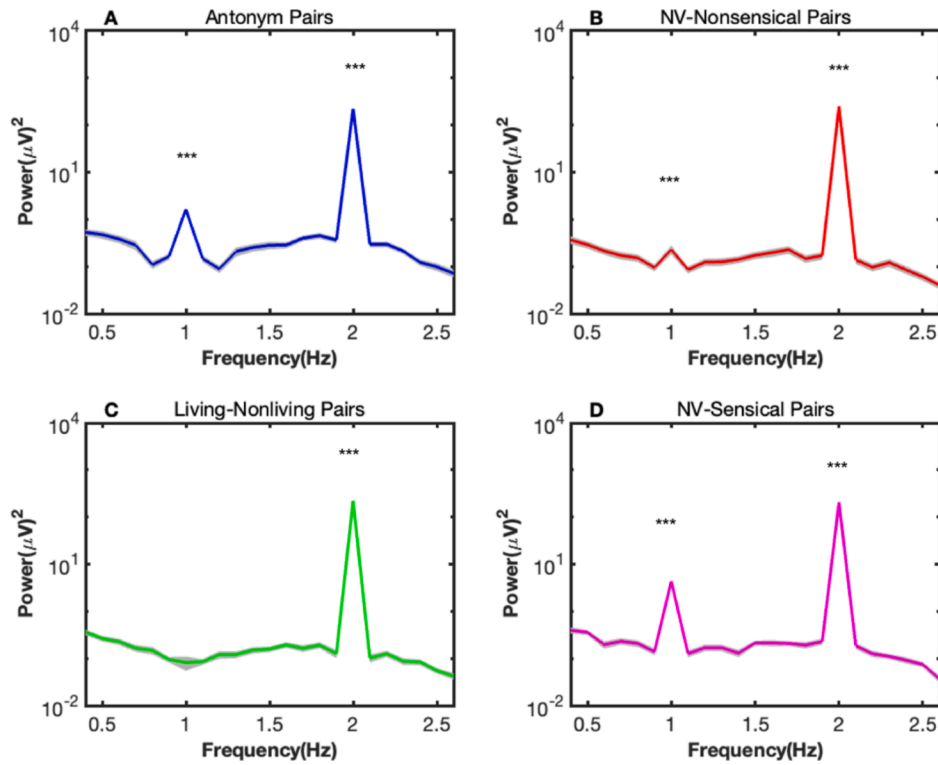 A Antonym Pairs
10^4
***
***
10^1
10^-2
Power(μV)^2
0.5 1 1.5 2 2.5
Frequency(Hz)
B NV-Nonsensical Pairs
10^4
***
***
10^1
10^-2
Power(μV)^2
0.5 1 1.5 2 2.5
Frequency(Hz)
C Living-Nonliving Pairs
10^4
***
10^1
10^-2
Power(μV)^2
0.5 1 1.5 2 2.5
Frequency(Hz)
D NV-Sensical Pairs
10^4
***
***
10^1
10^-2
Power(μV)^2
0.5 1 1.5 2 2.5
Frequency(Hz)